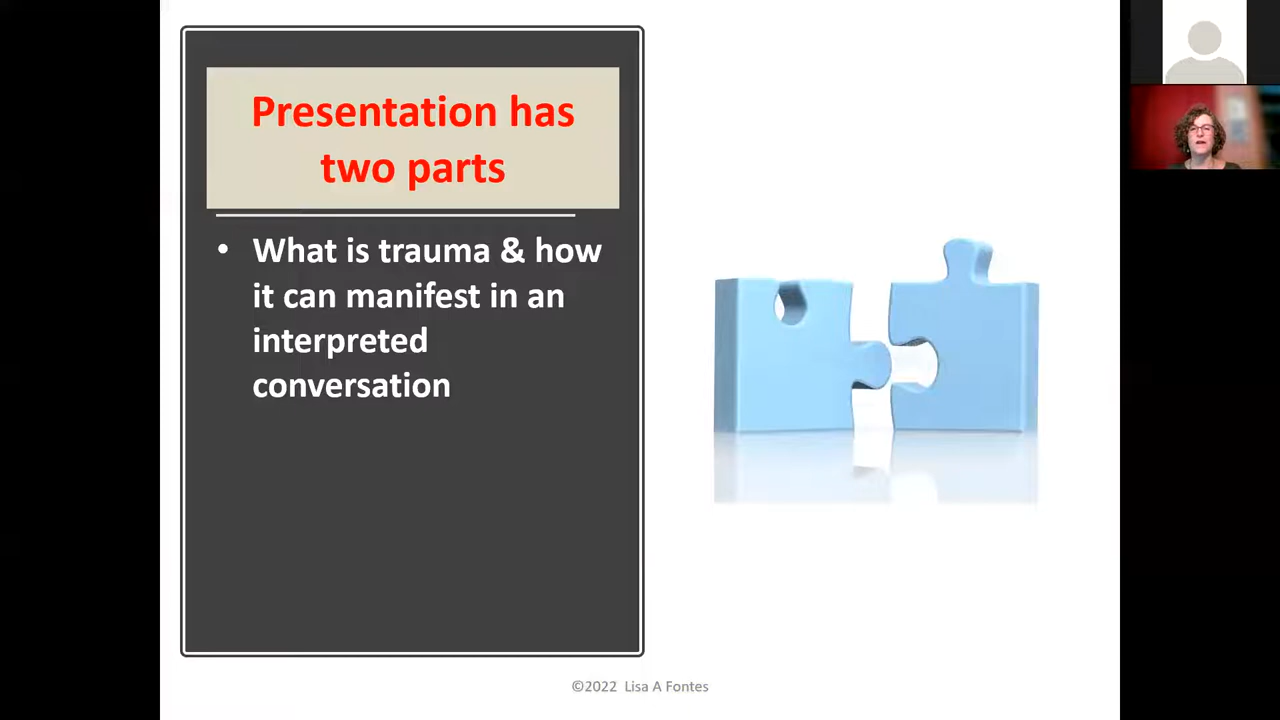 Presentation has
two parts
• What is trauma & how
it can manifest in an
interpreted
conversation
©2022 Lisa A Fontes